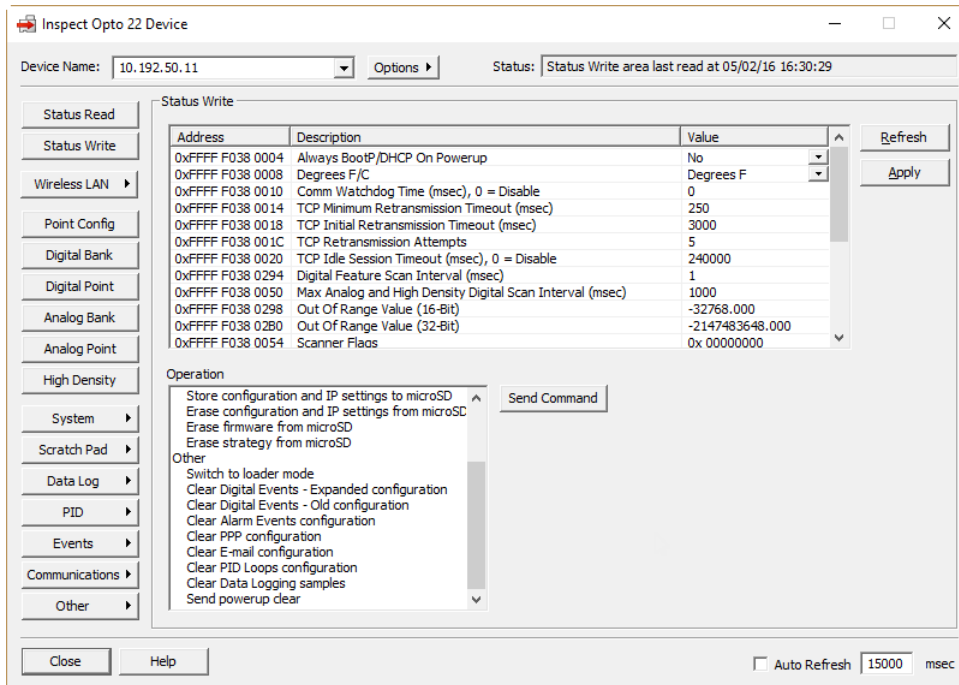 Inspect Opto 22 Device
Device Name: 10.192.50.11 Options Status: Status Write area last read at 05/02/16 16:30:29
Status Read
Status Write
Wireless LAN
Point Config
Digital Bank
Digital Point
Analog Bank
Analog Point
High Density
System
Scratch Pad
Data Log
PID
Events
Communications
Other
Status Write
Address Description Value
0xFFFF F038 0004 Always BootP/DHCP On Powerup No
0xFFFF F038 0008 Degrees F/C Degrees F
0xFFFF F038 0010 Comm Watchdog Time (msec), 0 = Disable 0
0xFFFF F038 0014 TCP Minimum Retransmission Timeout (msec) 250
0xFFFF F038 0018 TCP Initial Retransmission Timeout (msec) 3000
0xFFFF F038 001C TCP Retransmission Attempts 5
0xFFFF F038 0020 TCP Idle Session Timeout (msec), 0 = Disable 240000
0xFFFF F038 0294 Digital Feature Scan Interval (msec) 1
0xFFFF F038 0050 Max Analog and High Density Digital Scan Interval (msec) 1000
0xFFFF F038 0298 Out Of Range Value (16-Bit) -32768.000
0xFFFF F038 02B0 Out Of Range Value (32-Bit) -2147483648.000
0xFFFF F038 0054 Scanner Flags 0x 00000000
Refresh
Apply
Operation
Store configuration and IP settings to microSD
Erase configuration and IP settings from microSD
Erase firmware from microSD
Erase strategy from microSD
Other
Switch to loader mode
Clear Digital Events - Expanded configuration
Clear Digital Events - Old configuration
Clear Alarm Events configuration
Clear PPP configuration
Clear E-mail configuration
Clear PID Loops configuration
Clear Data Logging samples
Send powerup clear
Send Command
Close Help Auto Refresh 15000 msec